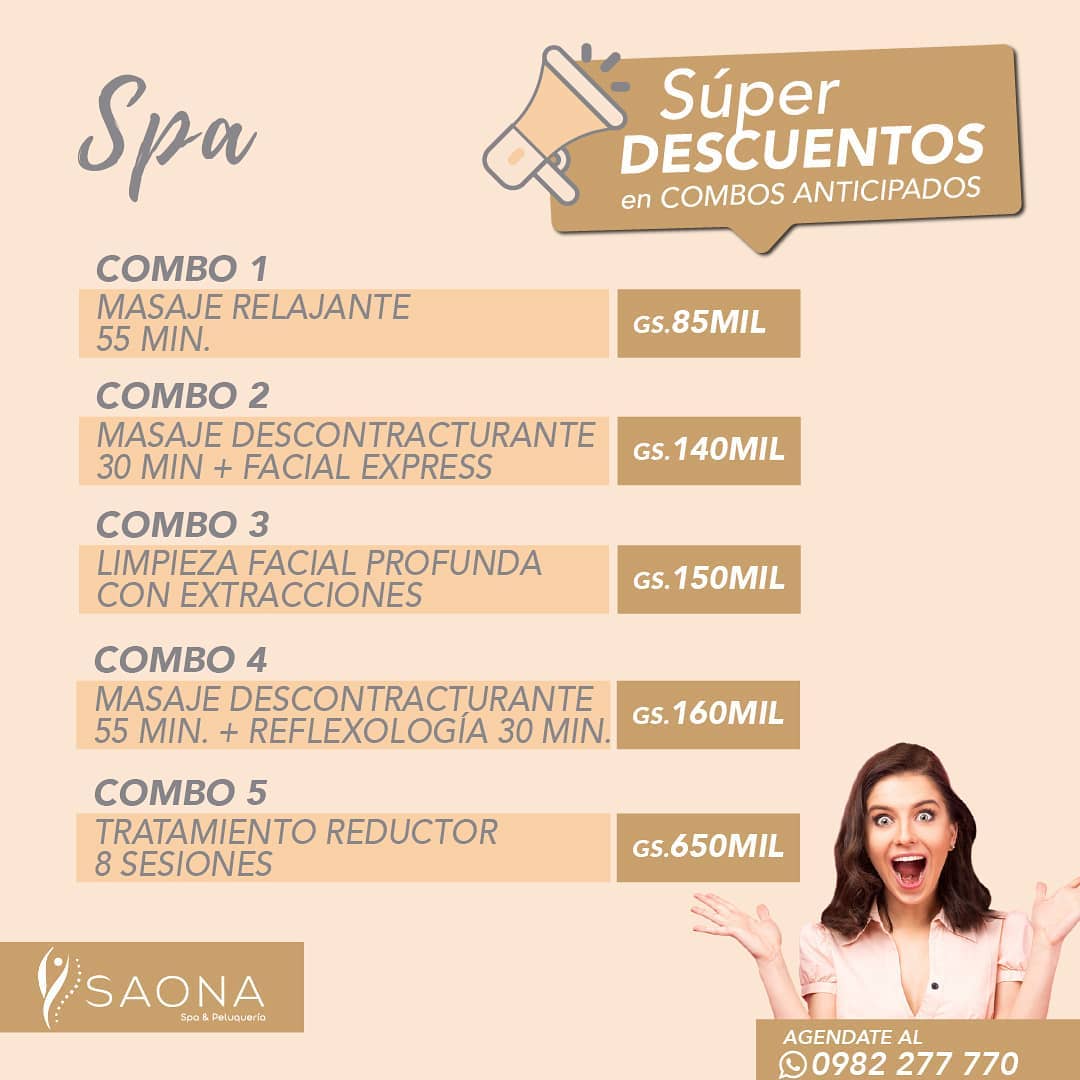 Spa
Súper
DESCUENTOS
en COMBOS ANTICIPADOS
COMBO 1
MASAJE RELAJANTE
55 MIN.
GS.85MIL
COMBO 2
MASAJE DESCONTRACTURANTE
30 MIN + FACIAL EXPRESS
GS.140MIL
COMBO 3
LIMPIEZA FACIAL PROFUNDA
CON EXTRACCIONES
GS.150MIL
COMBO 4
MASAJE DESCONTRACTURANTE
55 MIN. + REFLEXOLOGÍA 30 MIN.
GS.160MIL
COMBO 5
TRATAMIENTO REDUCTOR
8 SESIONES
GS.650MIL
SAONA
Spa & Peluquería
AGENDATE AL
0982 277 770